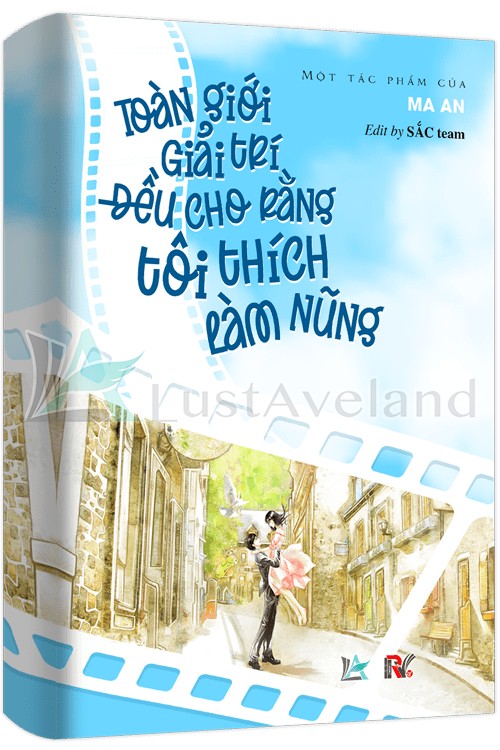 MỘT TÁC PHẨM CỦA
MA AN
Edit by SẮC team
TOÀN GIỚI
GIẢI TRÍ
ĐỀU CHO RẰNG
TÔI THÍCH
LÀM NŨNG
LustAveland